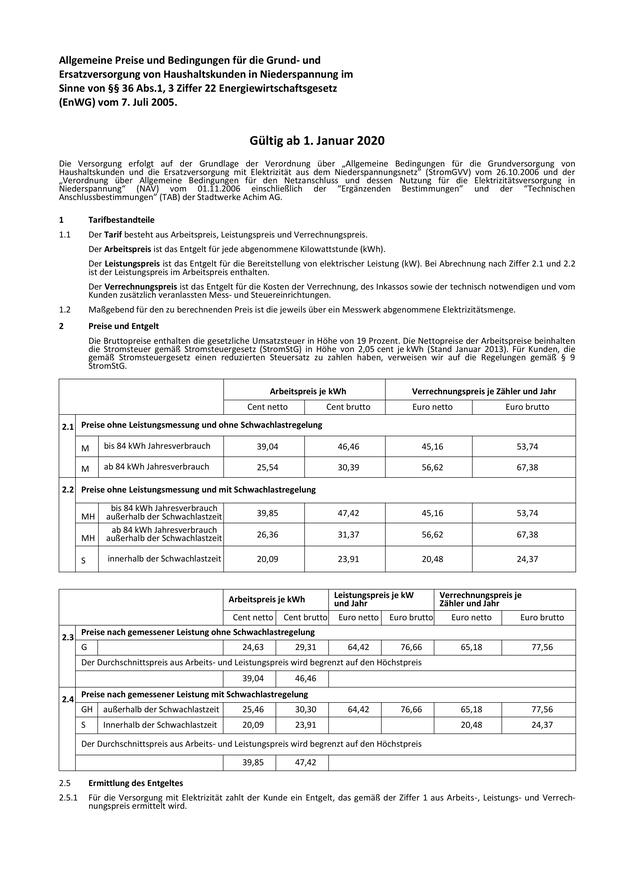 Allgemeine Preise und Bedingungen für die Grund- und
Ersatzversorgung von Haushaltskunden in Niederspannung im
Sinne von §§ 36 Abs.1, 3 Ziffer 22 Energiewirtschaftsgesetz
(EnWG) vom 7. Juli 2005.
Gültig ab 1. Januar 2020
Die Versorgung erfolgt auf der Grundlage der Verordnung über „Allgemeine Bedingungen für die Grundversorgung von
Haushaltskunden und die Ersatzversorgung mit Elektrizität aus dem Niederspannungsnetz“ (StromGVV) vom 26.10.2006 und der
„Verordnung über Allgemeine Bedingungen für den Netzanschluss und dessen Nutzung für die Elektrizitätsversorgung in
Niederspannung“ (NAV) vom 01.11.2006 einschließlich der “Ergänzenden Bestimmungen“ und der “Technischen
Anschlussbestimmungen“ (TAB) der Stadtwerke Achim AG.
1 Tarifbestandteile
1.1 Der Tarif besteht aus Arbeitspreis, Leistungspreis und Verrechnungspreis.
Der Arbeitspreis ist das Entgelt für jede abgenommene Kilowattstunde (kWh).
Der Leistungspreis ist das Entgelt für die Bereitstellung von elektrischer Leistung (kW). Bei Abrechnung nach Ziffer 2.1 und 2.2
ist der Leistungspreis im Arbeitspreis enthalten.
Der Verrechnungspreis ist das Entgelt für die Kosten der Verrechnung, des Inkassos sowie der technisch notwendigen und vom
Kunden zusätzlich veranlassten Mess- und Steuereinrichtungen.
1.2 Maßgebend für den zu berechnenden Preis ist die jeweils über ein Messwerk abgenommene Elektrizitätsmenge.
2 Preise und Entgelt
Die Bruttopreise enthalten die gesetzliche Umsatzsteuer in Höhe von 19 Prozent. Die Nettopreise der Arbeitspreise beinhalten
die Stromsteuer gemäß Stromsteuergesetz (StromStG) in Höhe von 2,05 cent je kWh (Stand Januar 2013). Für Kunden, die
gemäß Stromsteuergesetz einen reduzierten Steuersatz zu zahlen haben, verweisen wir auf die Regelungen gemäß § 9
StromStG.
Arbeitspreis je kWh Verrechnungspreis je Zähler und Jahr
Cent netto Cent brutto Euro netto Euro brutto
2.1 Preise ohne Leistungsmessung und ohne Schwachlastregelung
M bis 84 kWh Jahresverbrauch 39,04 46,46 45,16 53,74
M ab 84 kWh Jahresverbrauch 25,54 30,39 56,62 67,38
2.2 Preise ohne Leistungsmessung und mit Schwachlastregelung
bis 84 kWh Jahresverbrauch
MH außerhalb der Schwachlastzeit 39,85 47,42 45,16 53,74
ab 84 kWh Jahresverbrauch
MH außerhalb der Schwachlastzeit 26,36 31,37 56,62 67,38
S innerhalb der Schwachlastzeit 20,09 23,91 20,48 24,37
Arbeitspreis je kWh Leistungspreis je kW Verrechnungspreis je
und Jahr Zähler und Jahr
Cent netto Cent brutto Euro netto Euro brutto Euro netto Euro brutto
2.3 Preise nach gemessener Leistung ohne Schwachlastregelung
G 24,63 29,31 64,42 76,66 65,18 77,56
Der Durchschnittspreis aus Arbeits- und Leistungspreis wird begrenzt auf den Höchstpreis
39,04 46,46
2.4 Preise nach gemessener Leistung mit Schwachlastregelung
GH außerhalb der Schwachlastzeit 25,46 30,30 64,42 76,66 65,18 77,56
S Innerhalb der Schwachlastzeit 20,09 23,91 20,48 24,37
Der Durchschnittspreis aus Arbeits- und Leistungspreis wird begrenzt auf den Höchstpreis
39,85 47,42
2.5 Ermittlung des Entgeltes
2.5.1 Für die Versorgung mit Elektrizität zahlt der Kunde ein Entgelt, das gemäß der Ziffer 1 aus Arbeits-, Leistungs- und Verrech-
nungspreis ermittelt wird.